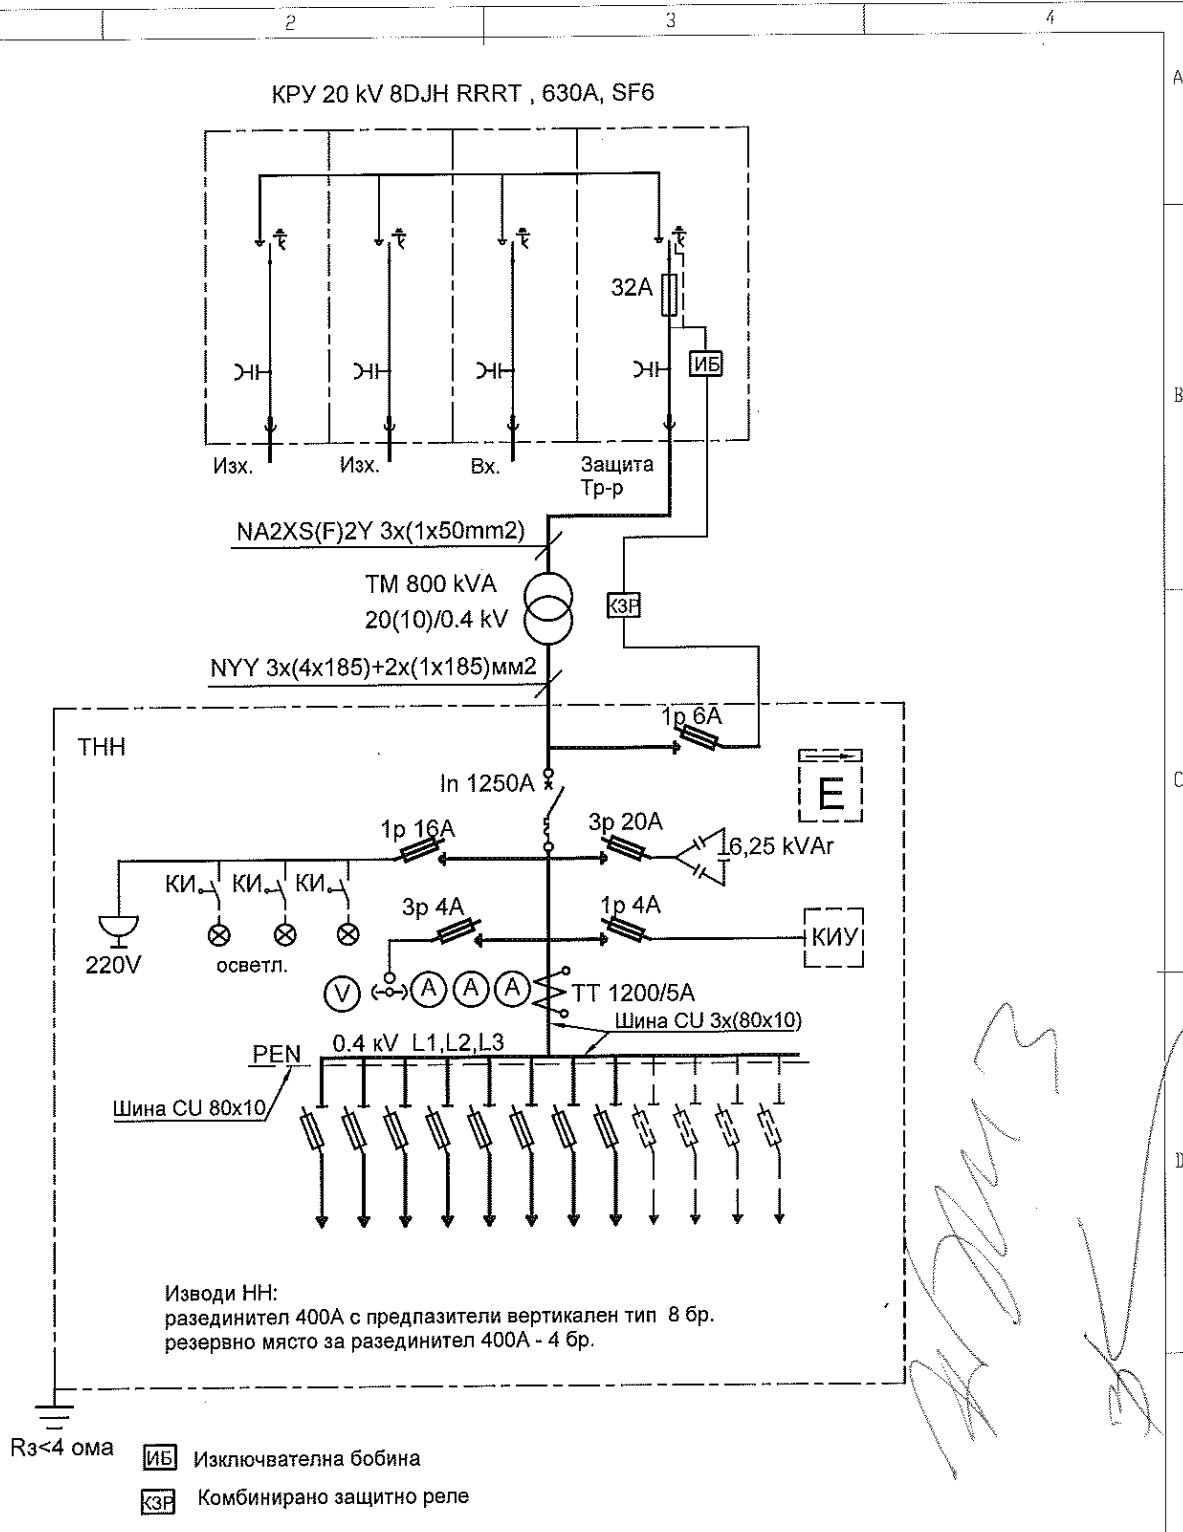 2 3 4
A
КРУ 20 kV 8DJH RRRT , 630A, SF6
32A
ИБ
B
Изх. Изх. Вх. Защита
Тр-р
NA2XS(F)2Y 3x(1x50mm2)
ТМ 800 kVA
20(10)/0.4 kV
КЗР
NYY 3x(4x185)+2x(1x185)мм2
1p 6A
ТНН
In 1250A
E
C
1p 16A
3p 20A
6,25 kVAr
КИ КИ КИ
3p 4A
1p 4A
КИУ
220V
осветл.
V A A A
ТТ 1200/5A
Шина CU 3x(80x10)
PEN
0.4 kV L1,L2,L3
Шина CU 80x10
D
Изводи НН:
разединител 400А с предпазители вертикален тип 8 бр.
резервно място за разединител 400А - 4 бр.
Rз<4 ома
ИБ Изключвателна бобина
КЗР Комбинирано защитно реле